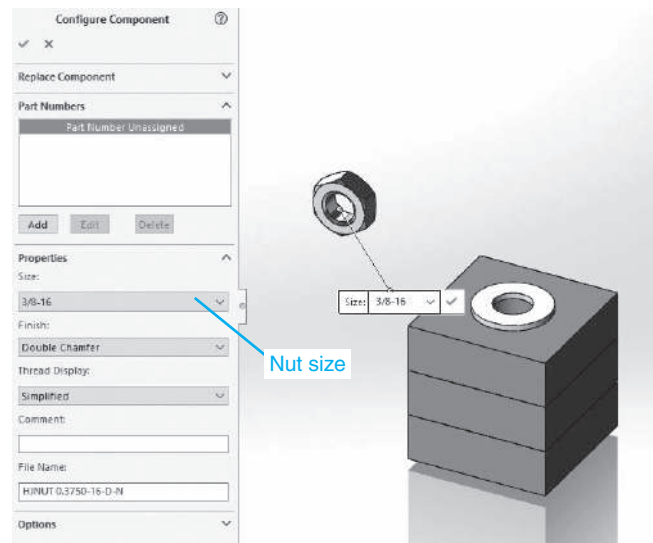 Configure Component
Replace Component
Part Numbers
Part Number Unassigned
Add Edit Delete
Properties
Size:
3/8-16
Finish:
Double Chamfer
Thread Display:
Simplified
Comment:
File Name:
HJNUT 0.3750-16-D-N
Options
Size: 3/8-16
Nut size